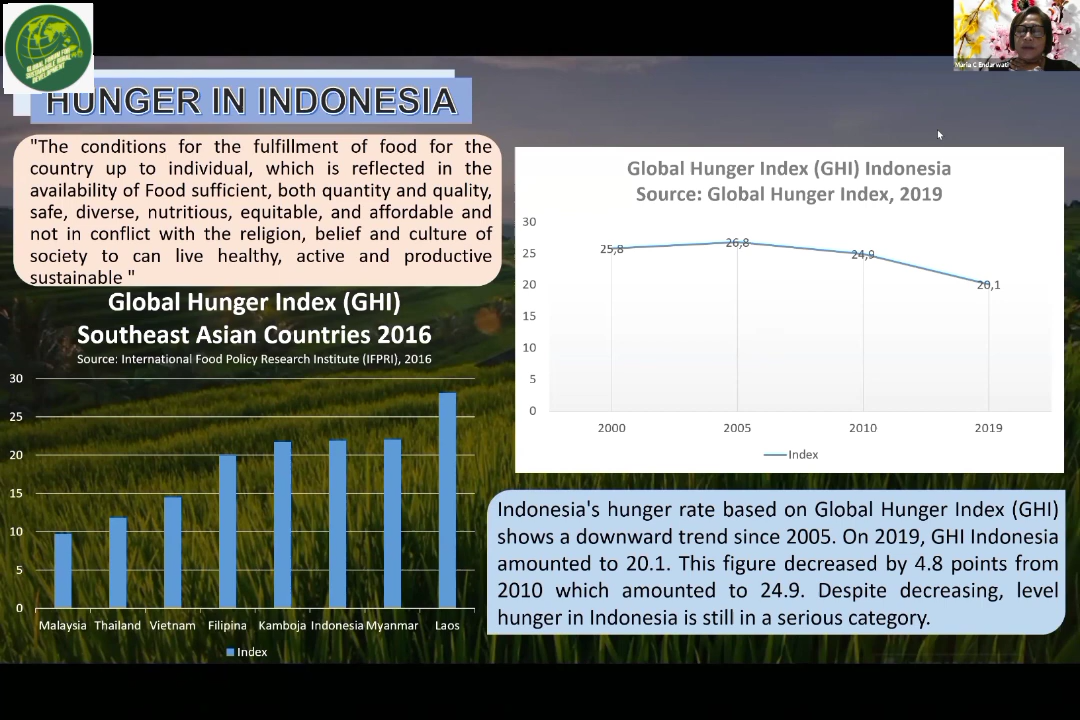 GLOBAL FORUM FOR
SUSTAINABLE RURAL
DEVELOPMENT
Maria C Endarwati
HUNGER IN INDONESIA
"The conditions for the fulfillment of food for the
country up to individual, which is reflected in the
availability of Food sufficient, both quantity and quality,
safe, diverse, nutritious, equitable, and affordable and
not in conflict with the religion, belief and culture of
society to can live healthy, active and productive
sustainable "
Global Hunger Index (GHI)
Southeast Asian Countries 2016
Source: International Food Policy Research Institute (IFPRI), 2016
30
25
20
15
10
5
0
Malaysia Thailand Vietnam Filipina Kamboja Indonesia Myanmar Laos
Index
Global Hunger Index (GHI) Indonesia
Source: Global Hunger Index, 2019
30
25
20
15
10
5
0
25,8 26,8 24,9 20,1
2000 2005 2010 2019
Index
Indonesia's hunger rate based on Global Hunger Index (GHI)
shows a downward trend since 2005. On 2019, GHI Indonesia
amounted to 20.1. This figure decreased by 4.8 points from
2010 which amounted to 24.9. Despite decreasing, level
hunger in Indonesia is still in a serious category.